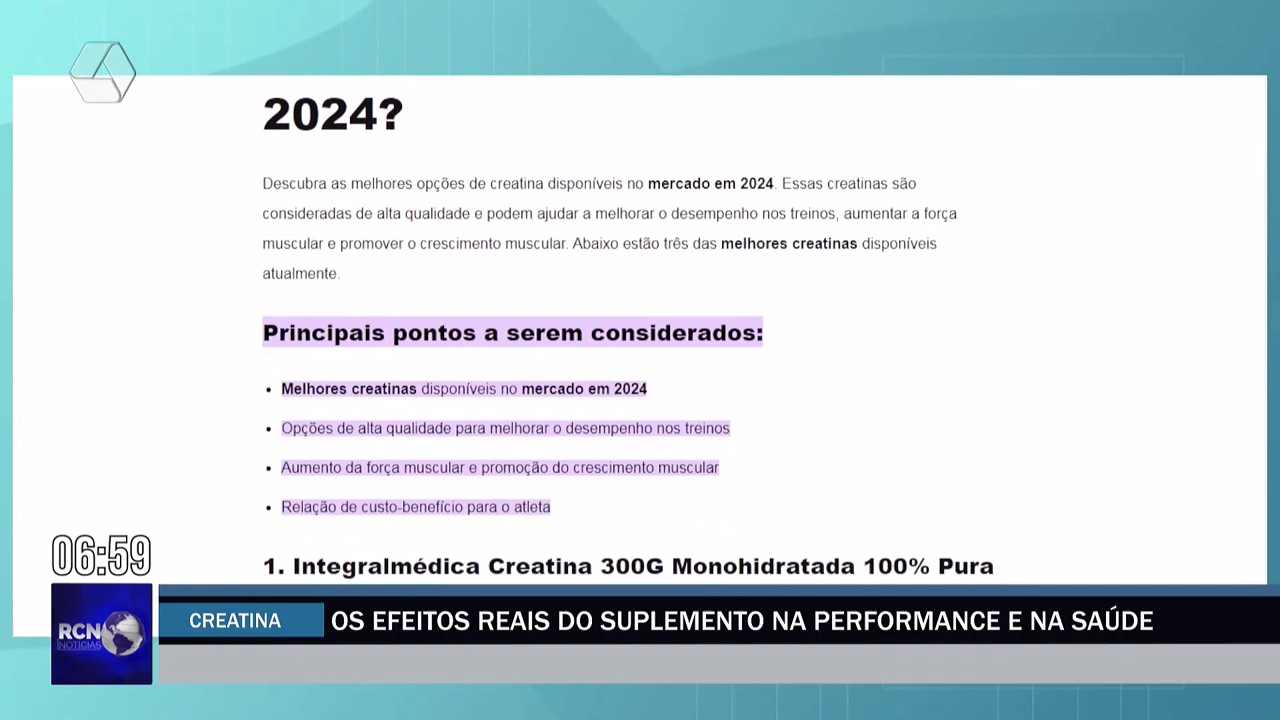 2024?
Descubra as melhores opções de creatina disponíveis no mercado em 2024. Essas creatinas são
consideradas de alta qualidade e podem ajudar a melhorar o desempenho nos treinos, aumentar a força
muscular e promover o crescimento muscular. Abaixo estão três das melhores creatinas disponíveis
atualmente.
Principais pontos a serem considerados:
• Melhores creatinas disponíveis no mercado em 2024
• Opções de alta qualidade para melhorar o desempenho nos treinos
• Aumento da força muscular e promoção do crescimento muscular
• Relação de custo-benefício para o atleta
1. Integralmédica Creatina 300G Monohidratada 100% Pura
06:59
RCN
NOTÍCIAS
CREATINA
OS EFEITOS REAIS DO SUPLEMENTO NA PERFORMANCE E NA SAÚDE